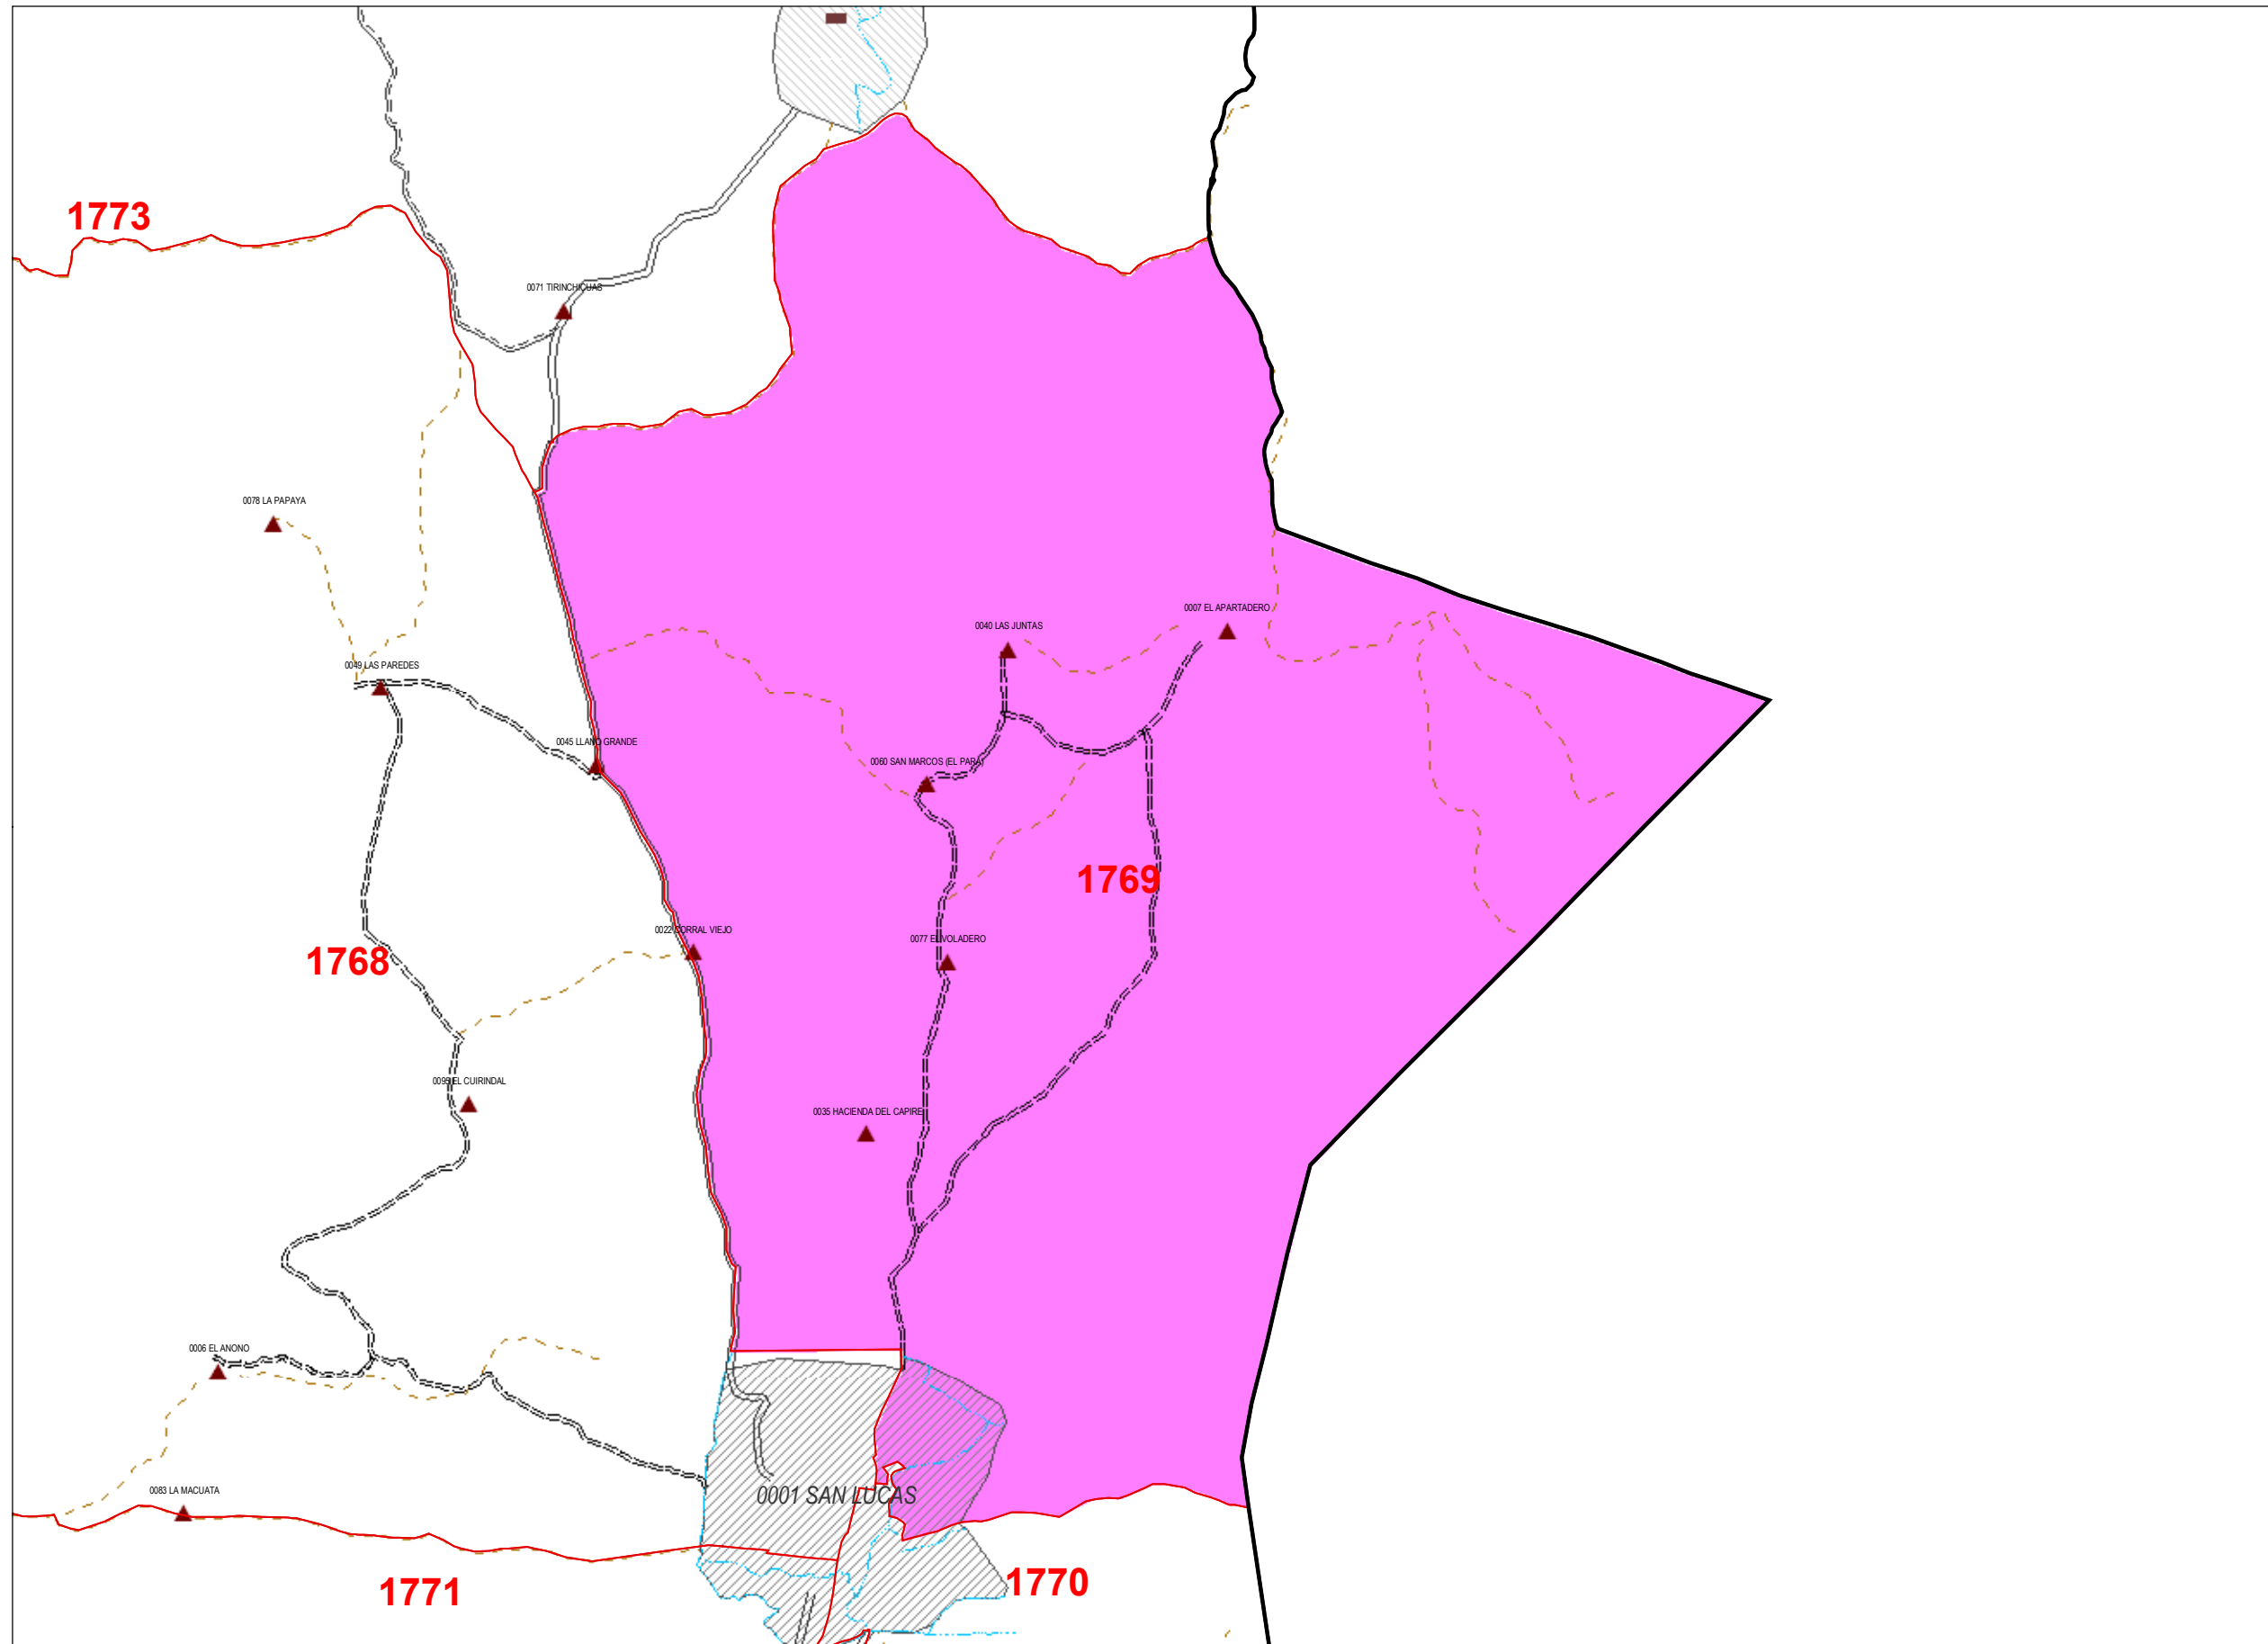 1773
0071 TIRINCHICUAS
0078 LA PAPAYA
0007 EL APARTADERO
0040 LAS JUNTAS
0049 LAS PAREDES
0045 LLANO GRANDE
0060 SAN MARCOS (EL PARA)
1769
0022 CORRAL VIEJO
0077 EL VOLADERO
1768
0095 EL CUIRINDAL
0035 HACIENDA DEL CAPIRE
0006 EL ANONO
0083 LA MACUATA
0001 SAN LUCAS
1771
1770